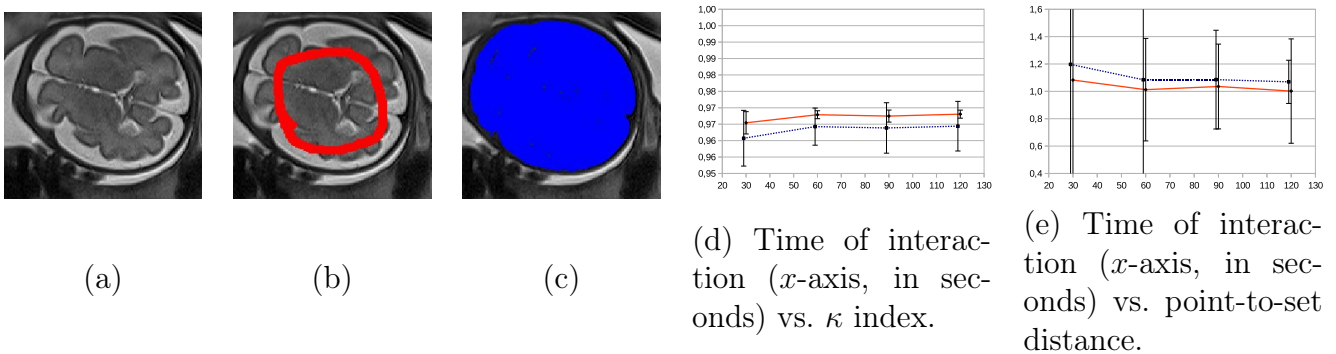 (a)
(b)
(c)
1,00
0,99
0,99
0,98
0,98
0,97
0,97
0,96
0,96
0,95
20 30 40 50 60 70 80 90 100 110 120 130
(d) Time of interac-
tion (x-axis, in sec-
onds) vs. κ index.
1,6
1,4
1,2
1,0
0,8
0,6
0,4
20 30 40 50 60 70 80 90 100 110 120 130
(e) Time of interac-
tion (x-axis, in sec-
onds) vs. point-to-set
distance.